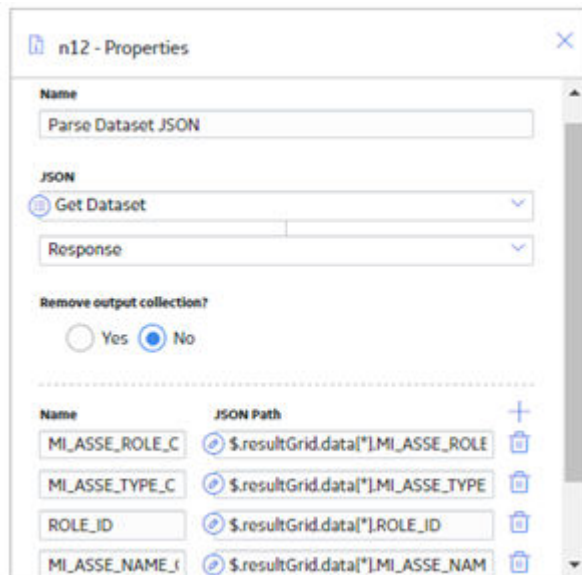 n12 - Properties
Name
Parse Dataset JSON
JSON
Get Dataset
Response
Remove output collection?
Yes No
Name JSON Path
MI_ASSE_ROLE_C $.resultGrid.data[*].MI_ASSE_ROLE
MI_ASSE_TYPE_C $.resultGrid.data[*].MI_ASSE_TYPE
ROLE_ID $.resultGrid.data[*].ROLE_ID
MI_ASSE_NAME_( $.resultGrid.data[*].MI_ASSE_NAM